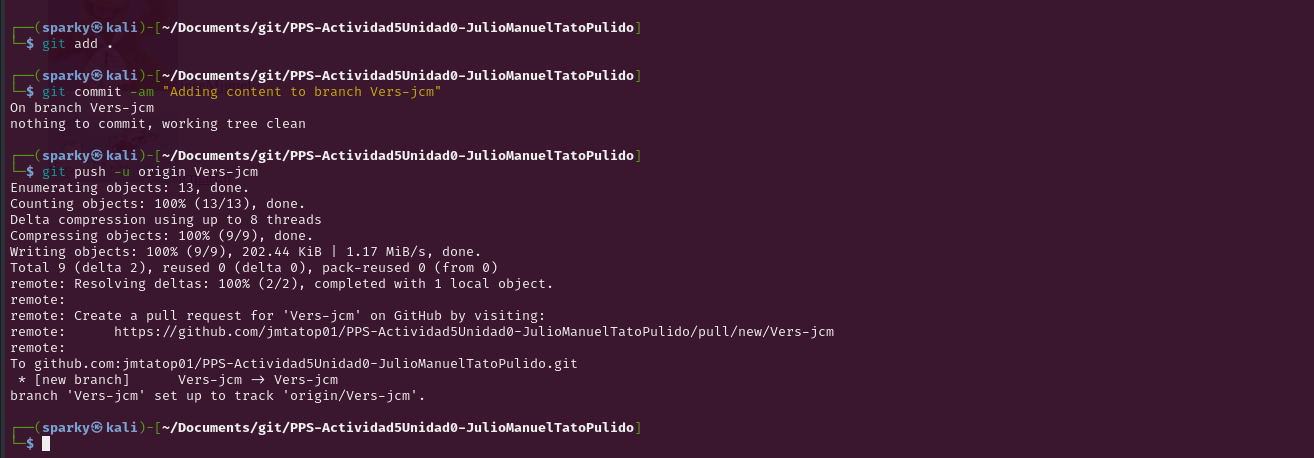 ┌──(sparky㉿kali)-[~/Documents/git/PPS-Actividad5Unidad0-JulioManuelTatoPulido]
└─$ git add .
┌──(sparky㉿kali)-[~/Documents/git/PPS-Actividad5Unidad0-JulioManuelTatoPulido]
└─$ git commit -am "Adding content to branch Vers-jcm"
On branch Vers-jcm
nothing to commit, working tree clean
┌──(sparky㉿kali)-[~/Documents/git/PPS-Actividad5Unidad0-JulioManuelTatoPulido]
└─$ git push -u origin Vers-jcm
Enumerating objects: 13, done.
Counting objects: 100% (13/13), done.
Delta compression using up to 8 threads
Compressing objects: 100% (9/9), done.
Writing objects: 100% (9/9), 202.44 KiB | 1.17 MiB/s, done.
Total 9 (delta 2), reused 0 (delta 0), pack-reused 0 (from 0)
remote: Resolving deltas: 100% (2/2), completed with 1 local object.
remote:
remote: Create a pull request for 'Vers-jcm' on GitHub by visiting:
remote:      https://github.com/jmtatop01/PPS-Actividad5Unidad0-JulioManuelTatoPulido/pull/new/Vers-jcm
remote:
To github.com:jmtatop01/PPS-Actividad5Unidad0-JulioManuelTatoPulido.git
 * [new branch]      Vers-jcm -> Vers-jcm
branch 'Vers-jcm' set up to track 'origin/Vers-jcm'.
┌──(sparky㉿kali)-[~/Documents/git/PPS-Actividad5Unidad0-JulioManuelTatoPulido]
└─$